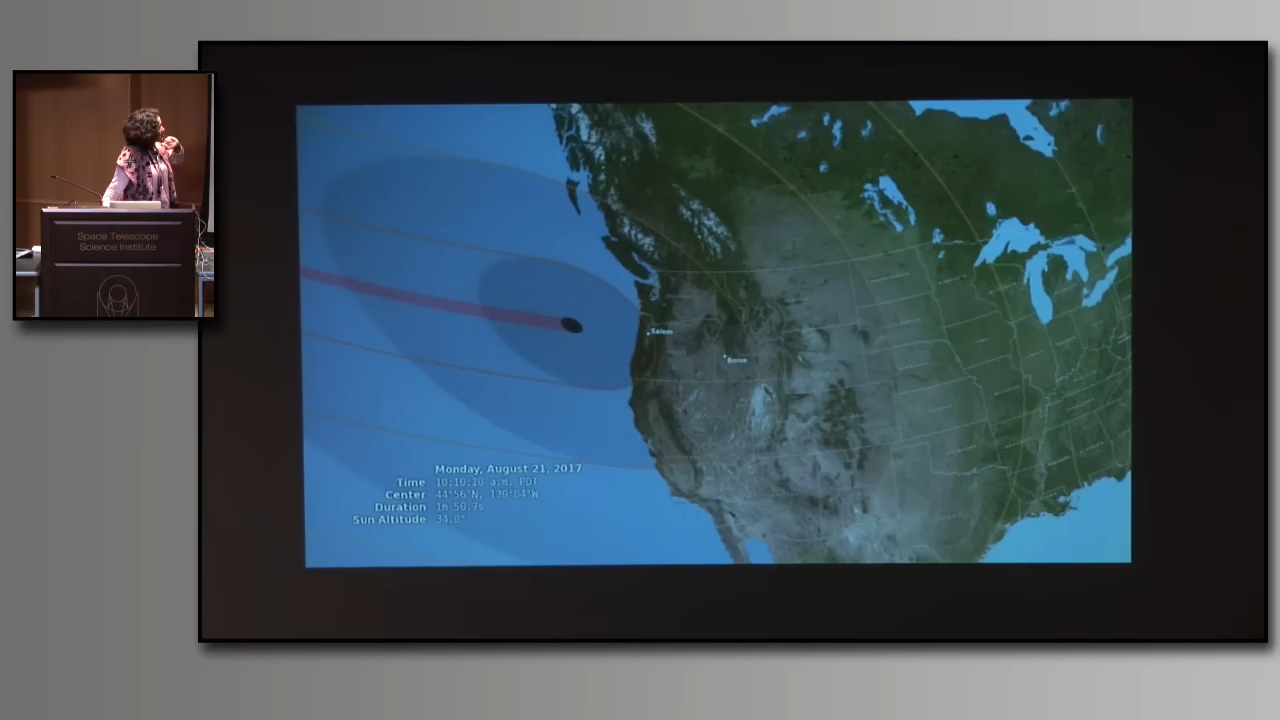 Space Telescope
Science Institute
Salem
Boise
Monday, August 21, 2017
Time 10:10:20 a.m. PDT
Center 44°56'N, 130°04'W
Duration 1m 50.7s
Sun Altitude 34.0°